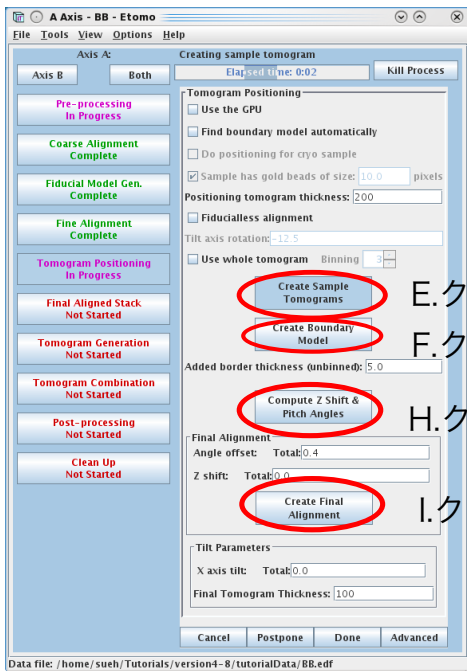 A Axis - BB - Etomo
File Tools View Options Help
Axis A:
Axis B Both
Creating sample tomogram
Elapsed time: 0:02
Kill Process
Pre-processing
In Progress
Coarse Alignment
Complete
Fiducial Model Gen.
Complete
Fine Alignment
Complete
Tomogram Positioning
In Progress
Final Aligned Stack
Not Started
Tomogram Generation
Not Started
Tomogram Combination
Not Started
Post-processing
Not Started
Clean Up
Not Started
Tomogram Positioning
Use the GPU
Find boundary model automatically
Do positioning for cryo sample
Sample has gold beads of size: 10.0 pixels
Positioning tomogram thickness: 200
Fiducialless alignment
Tilt axis rotation: -12.5
Use whole tomogram Binning 3
Create Sample
Tomograms
E.ク
Create Boundary
Model
F.ク
Added border thickness (unbinned): 5.0
Compute Z Shift &
Pitch Angles
H.ク
Final Alignment
Angle offset: Total: 0.4
Z shift: Total: 0.0
Create Final
Alignment
I.ク
Tilt Parameters
X axis tilt: Total: 0.0
Final Tomogram Thickness: 100
Cancel Postpone Done Advanced
Data file: /home/sueh/Tutorials/version4-8/tutorialData/BB.edf